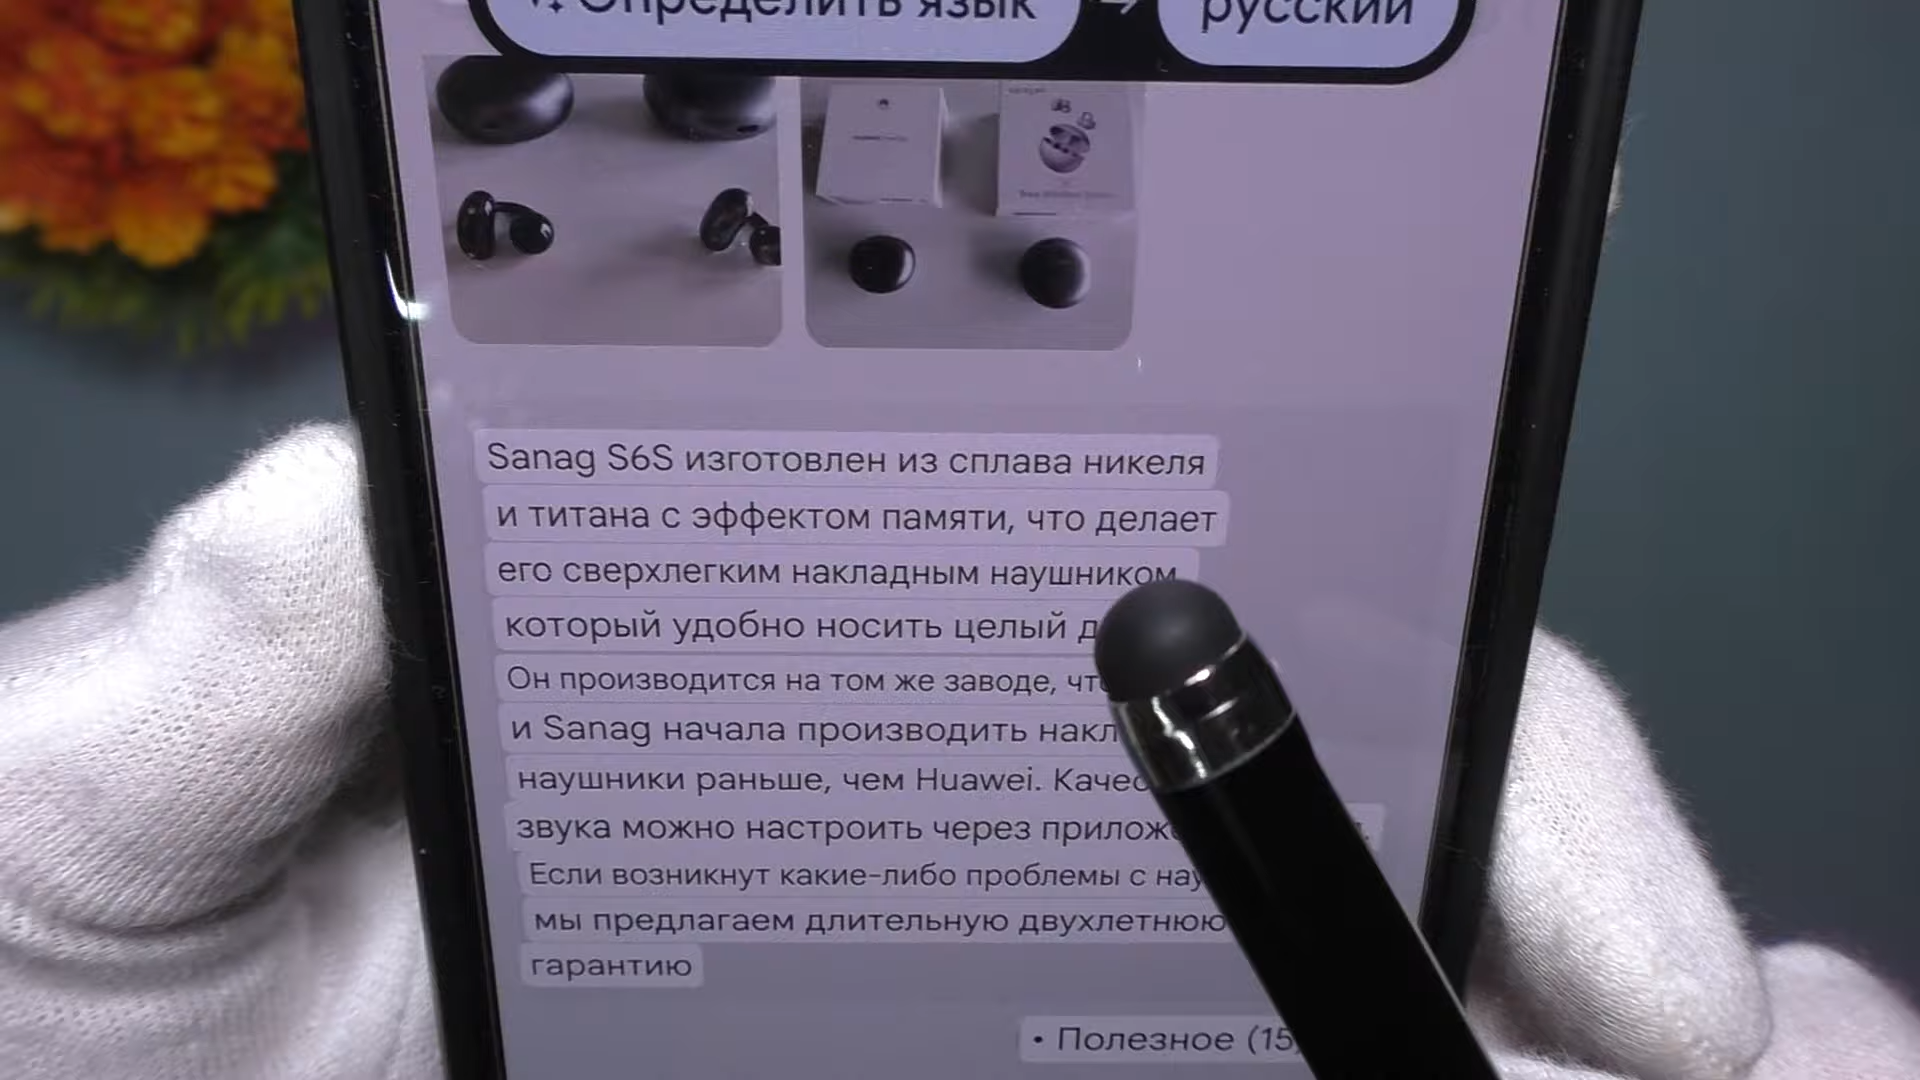 Определить язык → русский
Sanag S6S изготовлен из сплава никеля
и титана с эффектом памяти, что делает
его сверхлегким накладным наушником,
который удобно носить целый
Он производится на том же заводе,
и Sanag начала производить
наушники раньше, чем Huawei.
звука можно настроить через
Если возникнут какие-либо проблемы с
мы предлагаем длительную двухлетнюю
гарантию
• Полезное (15